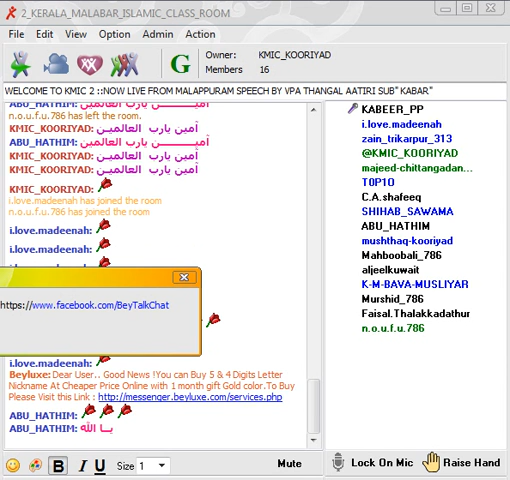 2_KERALA_MALABAR_ISLAMIC_CLASS_ROOM
File Edit View Option Admin Action
G
Owner: KMIC_KOORIYAD
Members 16
WELCOME TO KMIC 2 ::NOW LIVE FROM MALAPPURAM SPEECH BY VPA THANGAL AATIRI SUB" KABAR"
ABU_HATHIM: آميـــــن يارب العالمين
n.o.u.f.u.786 has left the room.
KMIC_KOORIYAD: آمين يارب العالميـن
ABU_HATHIM: آميـــــن يارب العالمين
KMIC_KOORIYAD: آمين يارب العالميـن
KMIC_KOORIYAD: آمين يارب العالميـن
KMIC_KOORIYAD:
i.love.madeenah has joined the room
n.o.u.f.u.786 has joined the room
i.love.madeenah:
i.love.madeenah:
https://www.facebook.com/BeyTalkChat
i.love.madeenah:
Beyluxe: Dear User.. Good News !You can Buy 5 & 4 Digits Letter
Nickname At Cheaper Price Online with 1 month gift Gold color.To Buy
Please Visit this Link : http://messenger.beyluxe.com/services.php
ABU_HATHIM:
ABU_HATHIM: يــا الله
KABEER_PP
i.love.madeenah
zain_trikarpur_313
@KMIC_KOORIYAD
majeed-chittangadan...
T0P1O
C.A.shafeeq
SHIHAB_SAWAMA
ABU_HATHIM
mushthaq-kooriyad
Mahboobali_786
aljeelkuwait
K-M-BAVA-MUSLIYAR
Murshid_786
Faisal.Thalakkadathur
n.o.u.f.u.786
B I U Size 1 Mute
Lock On Mic Raise Hand